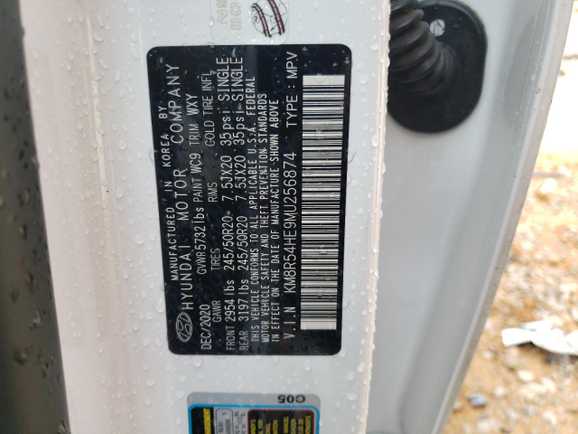 MANUFACTURED IN KOREA BY
HYUNDAI MOTOR COMPANY
DEC/2020 GVWR 5732 lbs PAINT WC9 TRIM WXY
GAWR TIRES RIMS COLD TIRE INFL
FRONT 2954 lbs 245/50R20- 7.5JX20 35psi SINGLE
REAR 3197 lbs 245/50R20- 7.5JX20 35psi SINGLE
THIS VEHICLE CONFORMS TO ALL APPLICABLE U.S.A. FEDERAL
MOTOR VEHICLE SAFETY AND THEFT PREVENTION STANDARDS
IN EFFECT ON THE DATE OF MANUFACTURE SHOWN ABOVE
V.I.N KM8R54HE9MU256874 TYPE : MPV
C05